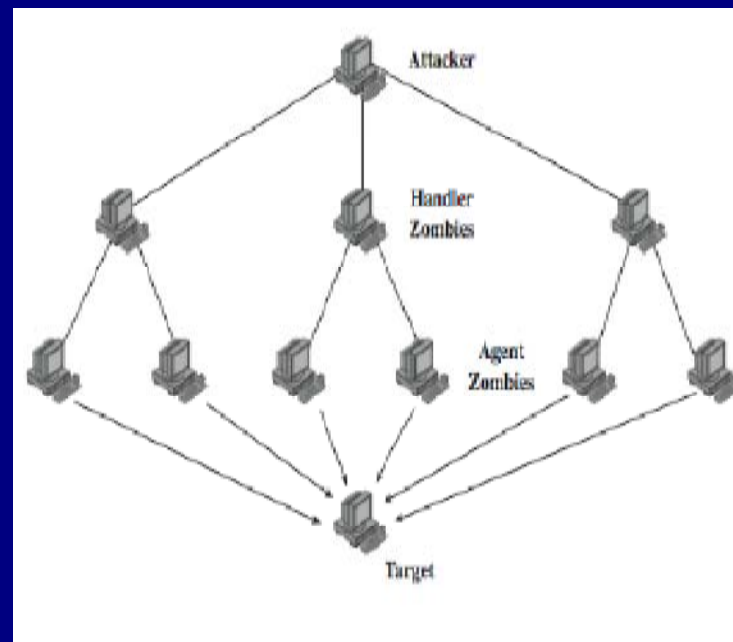 Attacker
Handler
Zombies
Agent
Zombies
Target